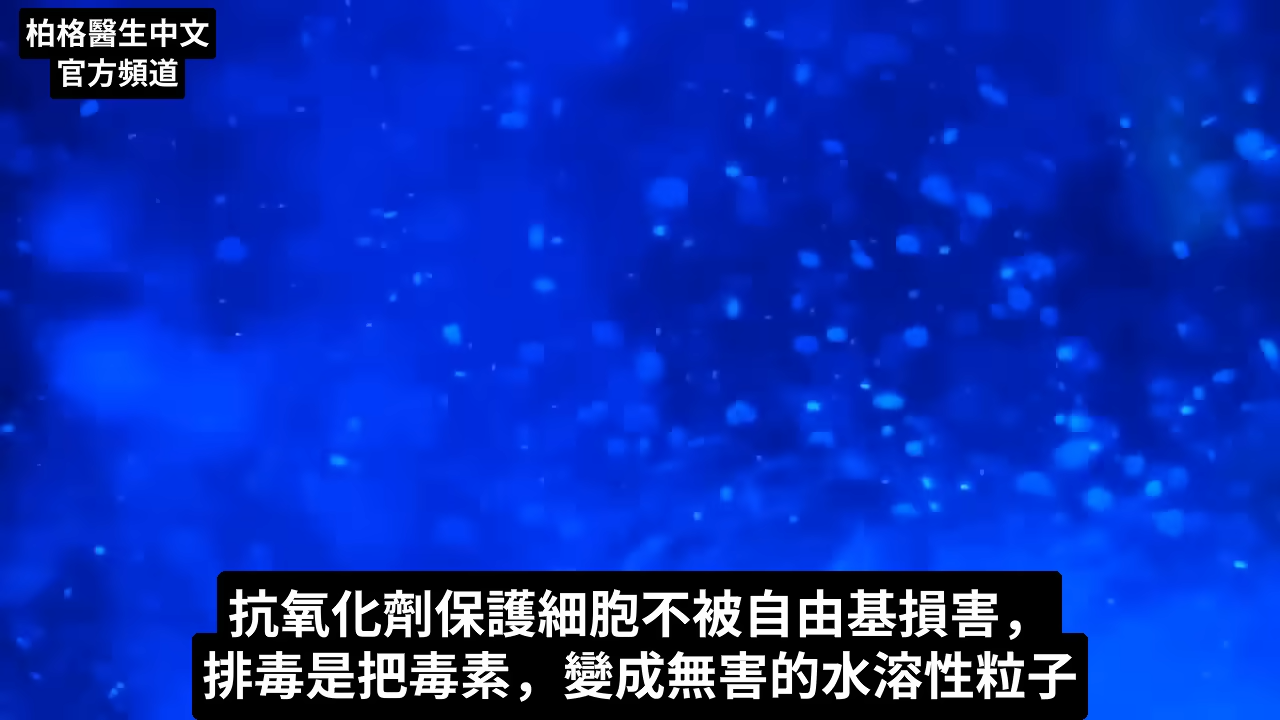 柏格醫生中文
官方頻道
抗氧化劑保護細胞不被自由基損害，
排毒是把毒素，變成無害的水溶性粒子